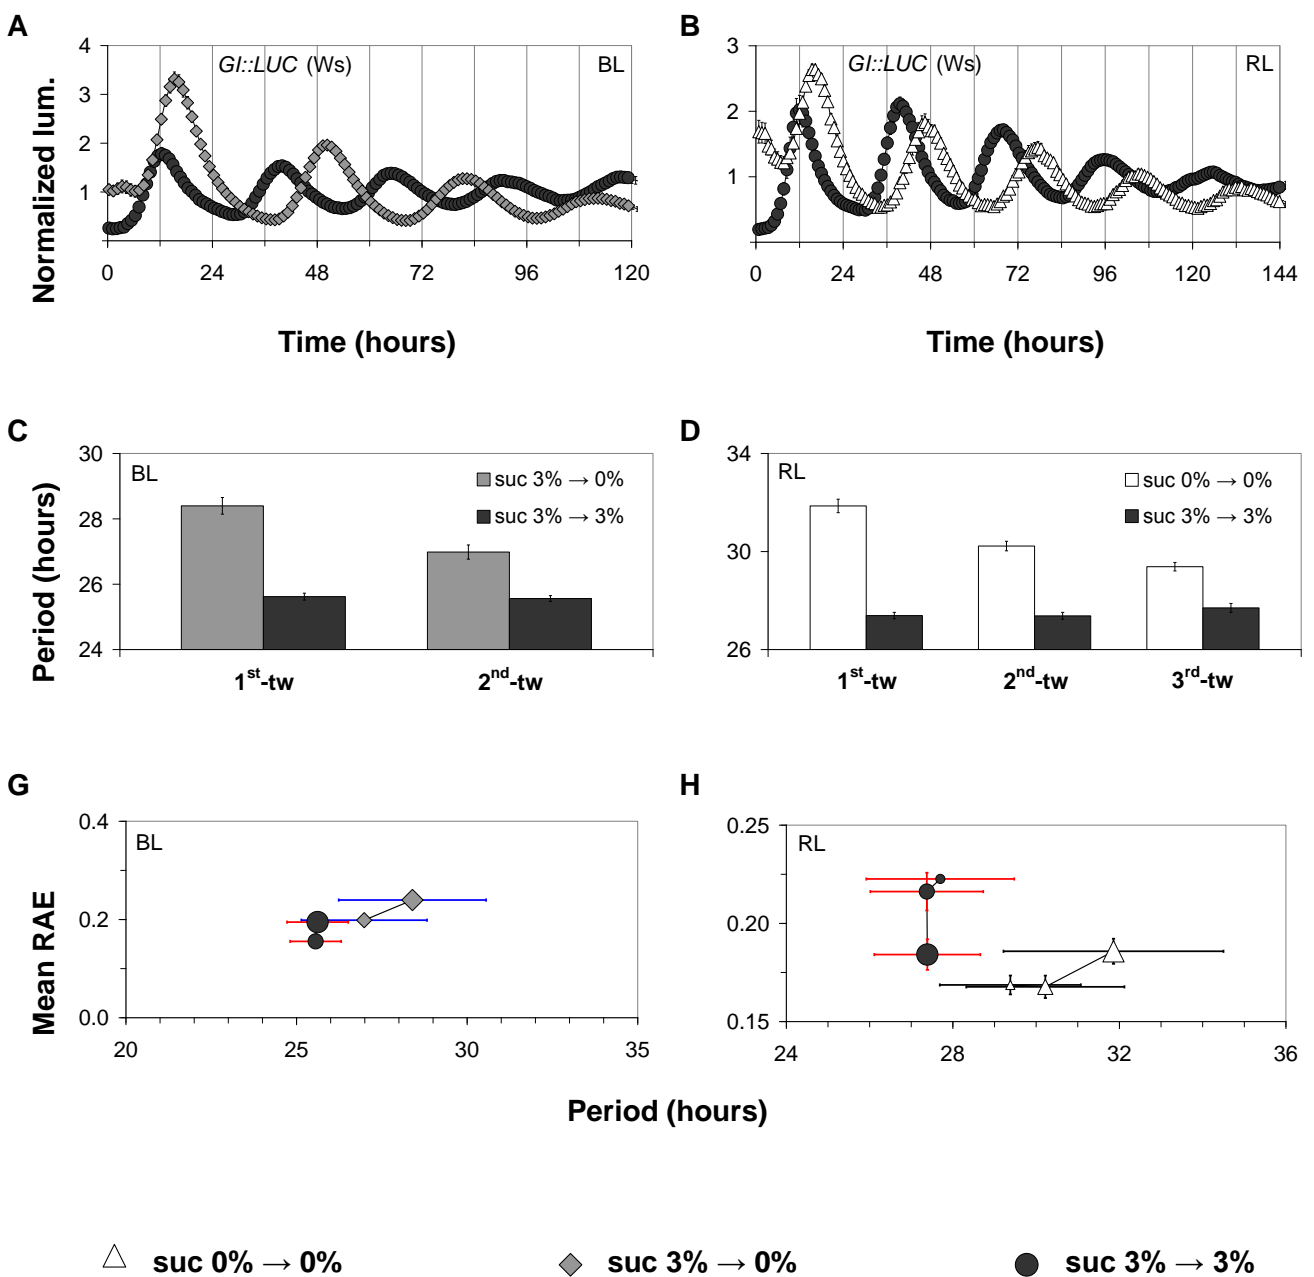 A
B
Normalized lum.
4
3
2
1
GI::LUC (Ws)
BL
0 24 48 72 96 120
Time (hours)
3
2
1
GI::LUC (Ws)
RL
0 24 48 72 96 120 144
Time (hours)
C
D
Period (hours)
30
28
26
24
BL
suc 3% → 0%
suc 3% → 3%
1st-tw 2nd-tw
34
30
26
RL
suc 0% → 0%
suc 3% → 3%
1st-tw 2nd-tw 3rd-tw
G
H
Mean RAE
0.4
0.2
0.0
BL
20 25 30 35
0.25
0.20
0.15
RL
24 28 32 36
Period (hours)
suc 0% → 0% suc 3% → 0% suc 3% → 3%